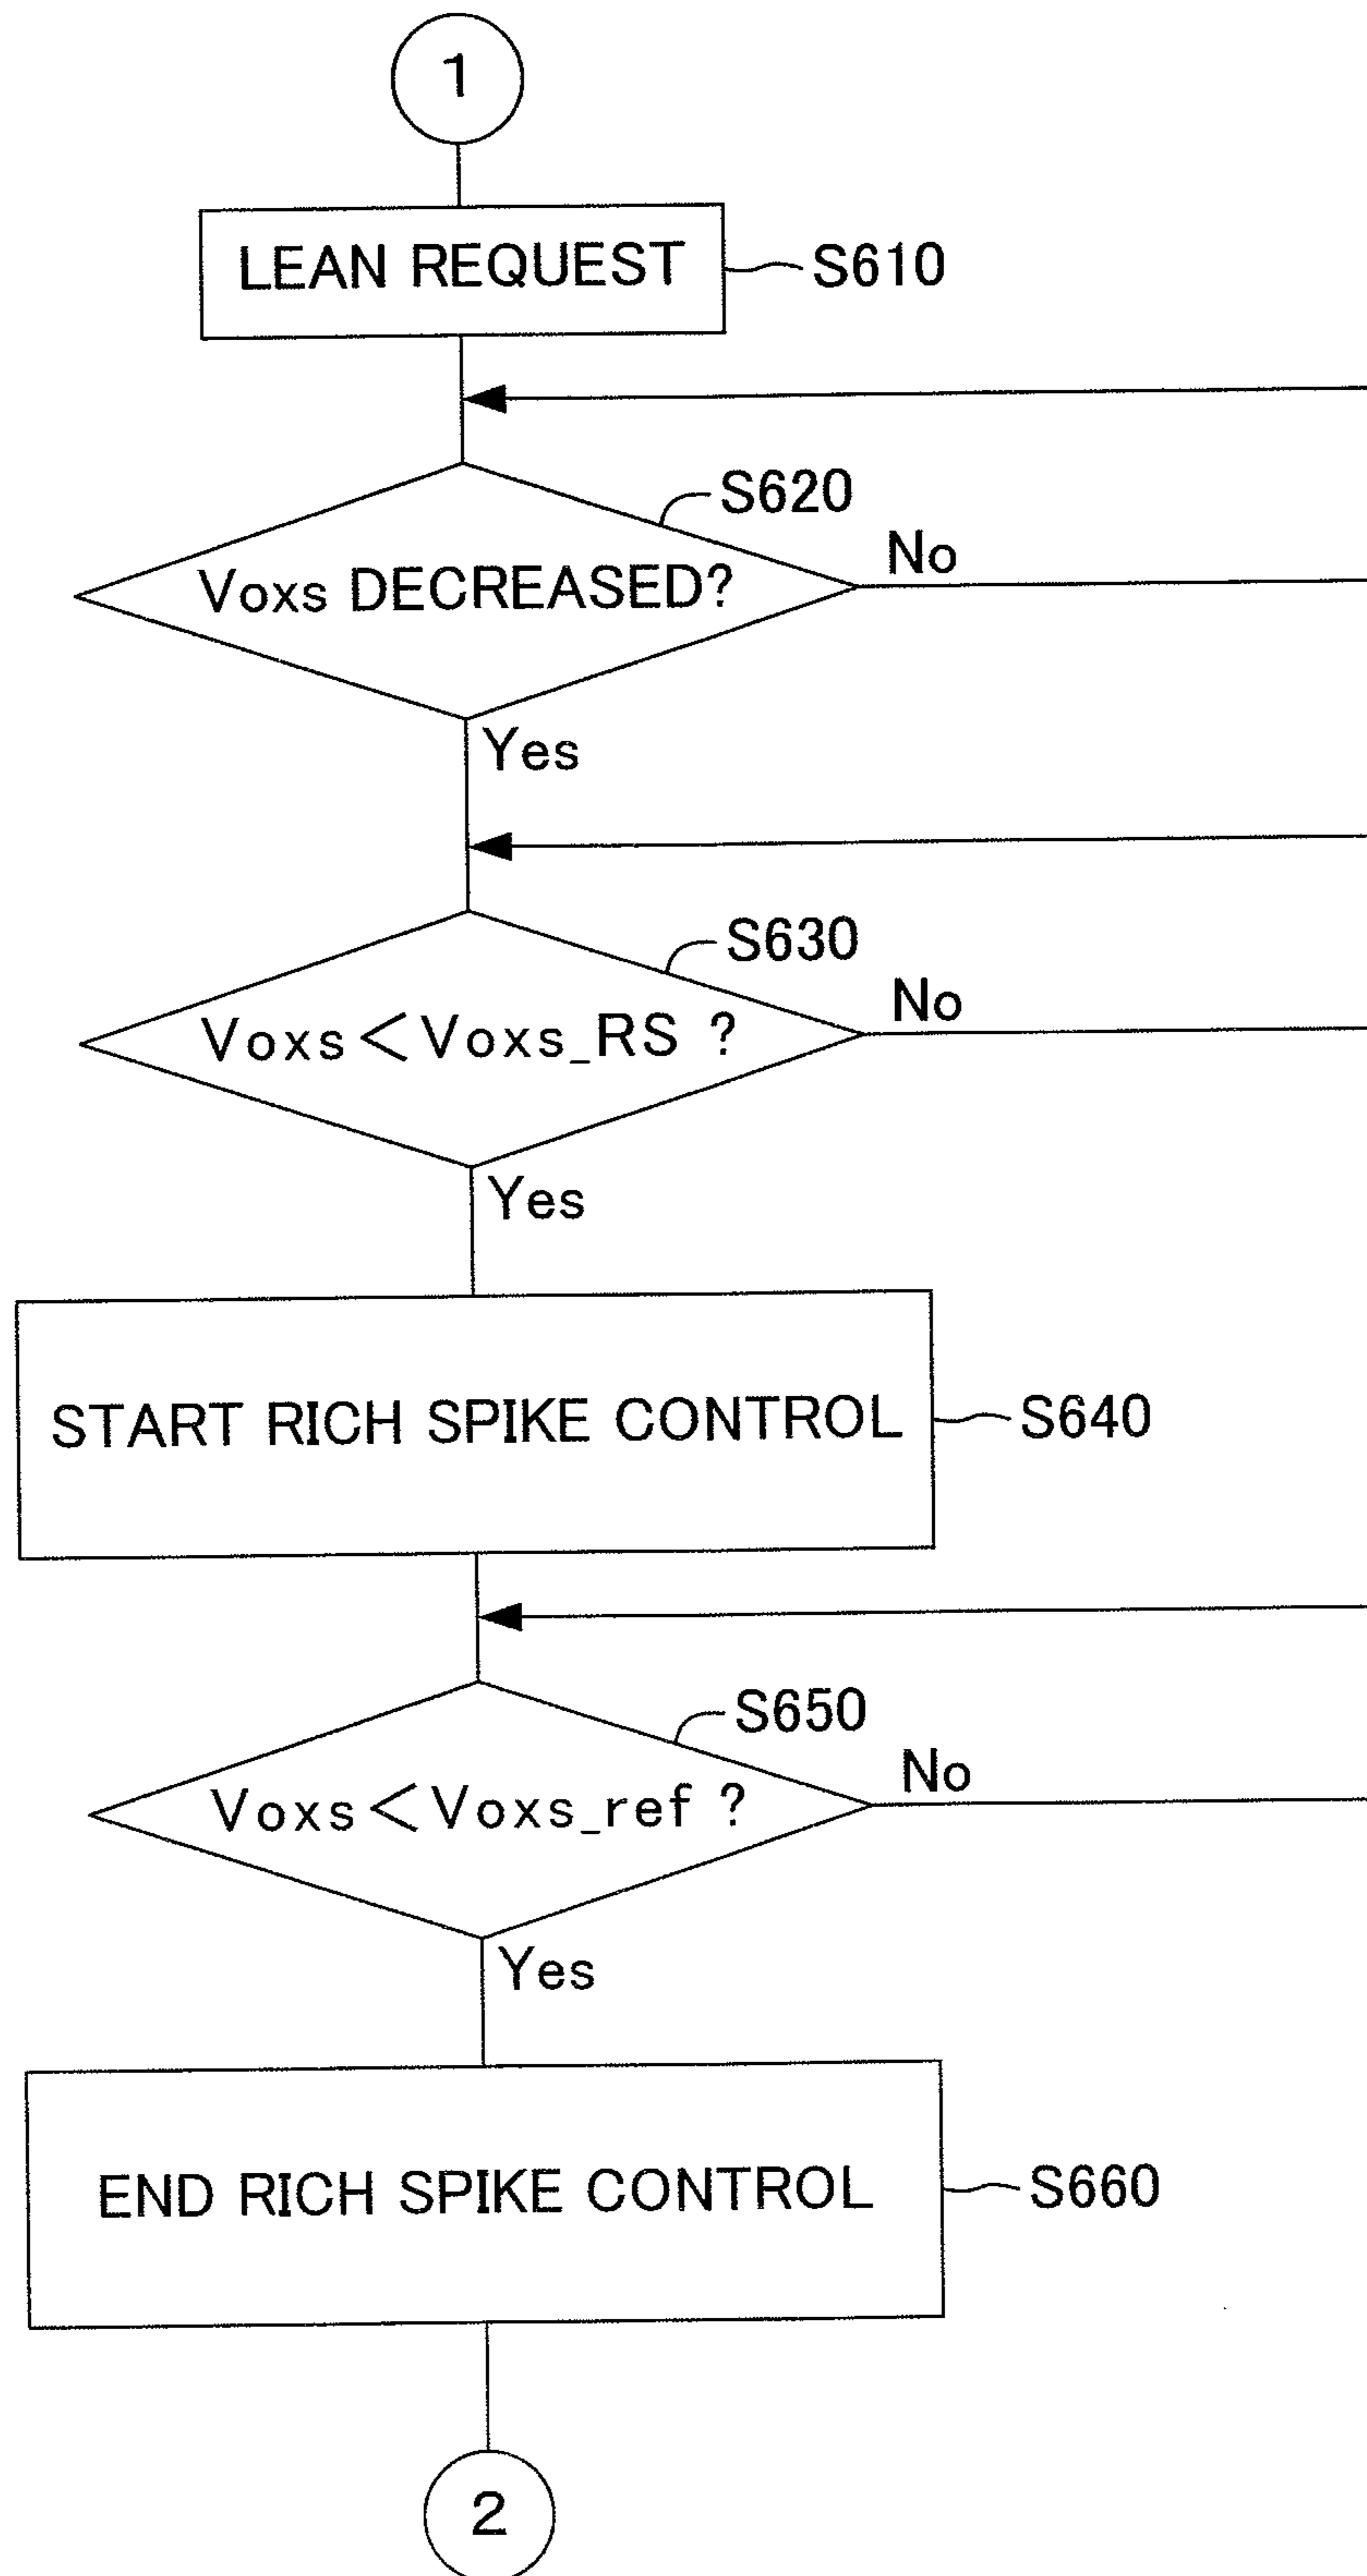 1
LEAN REQUEST
S610
S620
Voxs DECREASED?
No
Yes
S630
Voxs<Voxs_RS ?
No
Yes
START RICH SPIKE CONTROL
S640
S650
Voxs<Voxs_ref ?
No
Yes
END RICH SPIKE CONTROL
S660
2